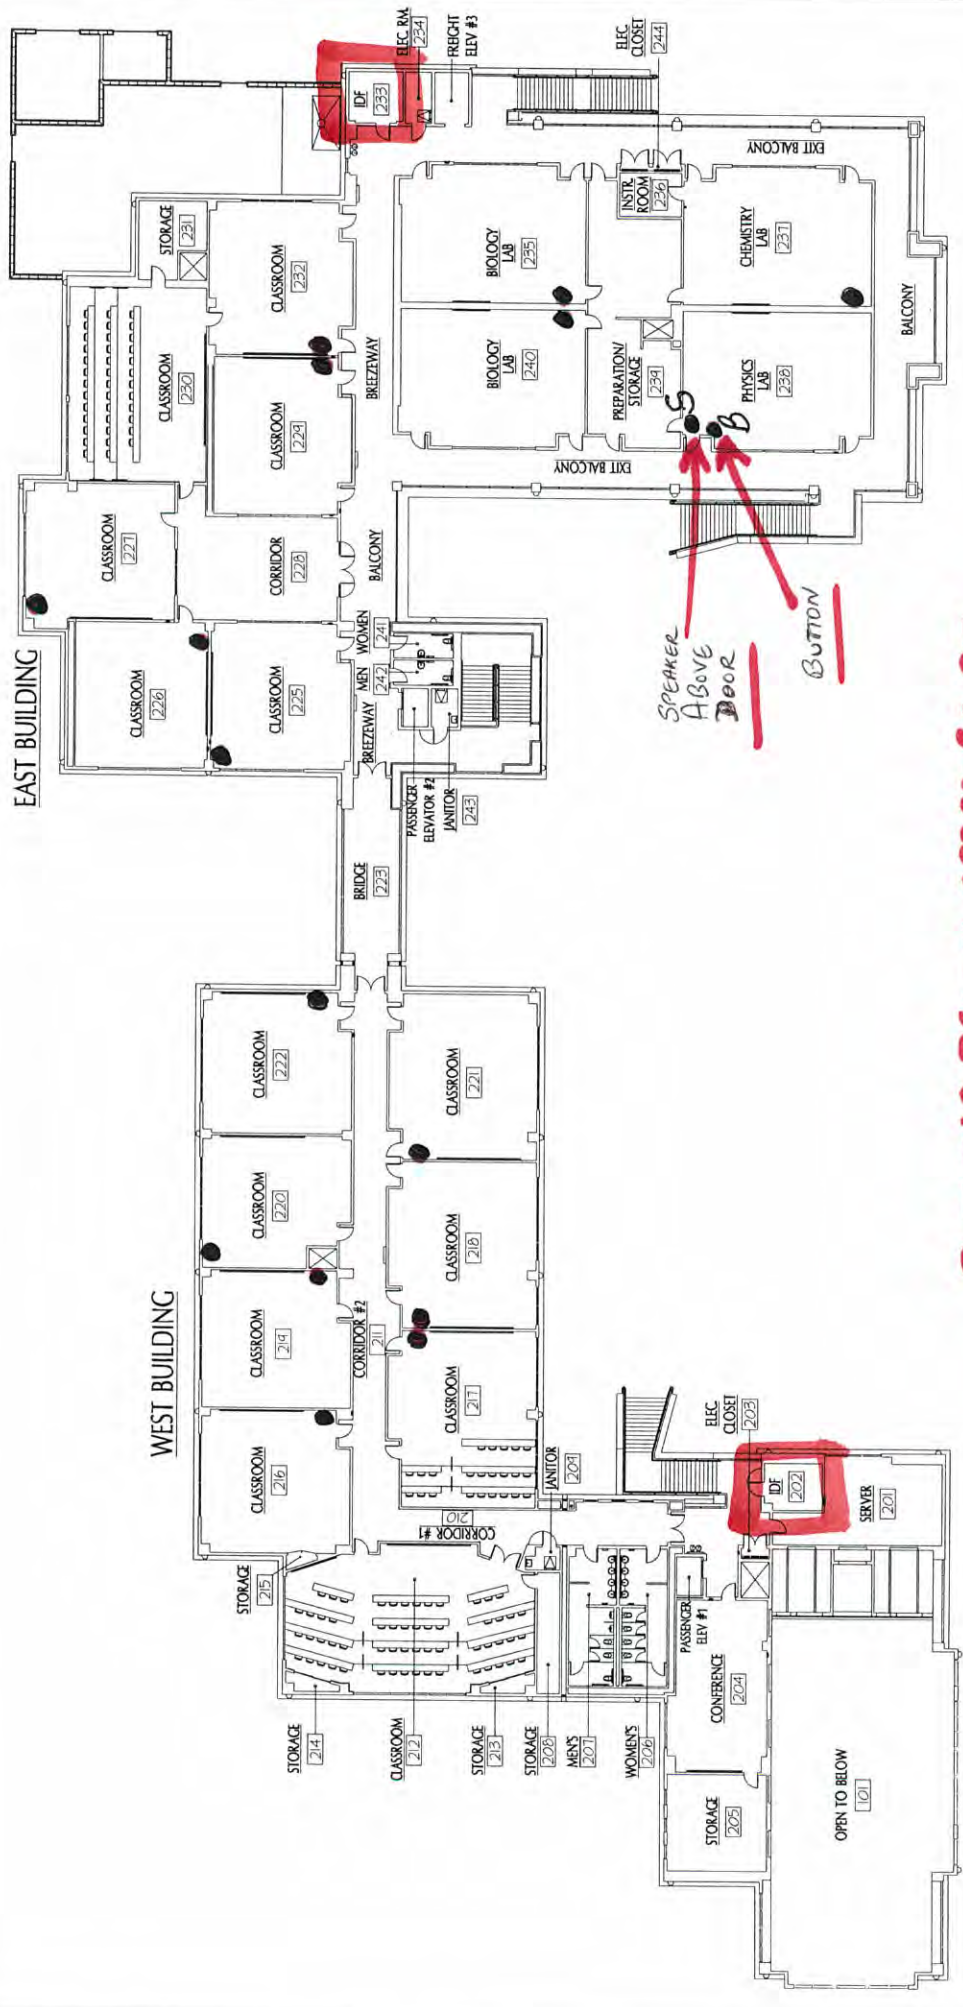 EAST BUILDING
WEST BUILDING
STORAGE
231
IDF
233
ELEC RM.
234
FREIGHT
ELEV #3
ELEC
CLOSET
244
CLASSROOM
230
CLASSROOM
232
CLASSROOM
229
CLASSROOM
227
CORRIDOR
228
CLASSROOM
226
CLASSROOM
225
BREEZEWAY
BALCONY
BREEZEWAY
WOMEN
241
MEN
242
PASSENGER
ELEVATOR #2
JANITOR
243
BIOLOGY
LAB
235
BIOLOGY
LAB
240
INSTR.
ROOM
236
PREPARATION/
STORAGE
239
CHEMISTRY
LAB
237
PHYSICS
LAB
238
EXIT BALCONY
EXIT BALCONY
BALCONY
S
B
SPEAKER
ABOVE
DOOR
BUTTON
BRIDGE
223
CLASSROOM
222
CLASSROOM
220
CLASSROOM
219
CLASSROOM
216
CLASSROOM
221
CLASSROOM
218
CLASSROOM
217
CORRIDOR #2
211
CORRIDOR #1
210
STORAGE
215
STORAGE
214
CLASSROOM
212
STORAGE
213
STORAGE
208
JANITOR
209
MEN'S
207
WOMEN'S
206
PASSENGER
ELEV #1
ELEC
CLOSET
203
IDF
202
SERVER
201
CONFERENCE
204
STORAGE
205
OPEN TO BELOW
101